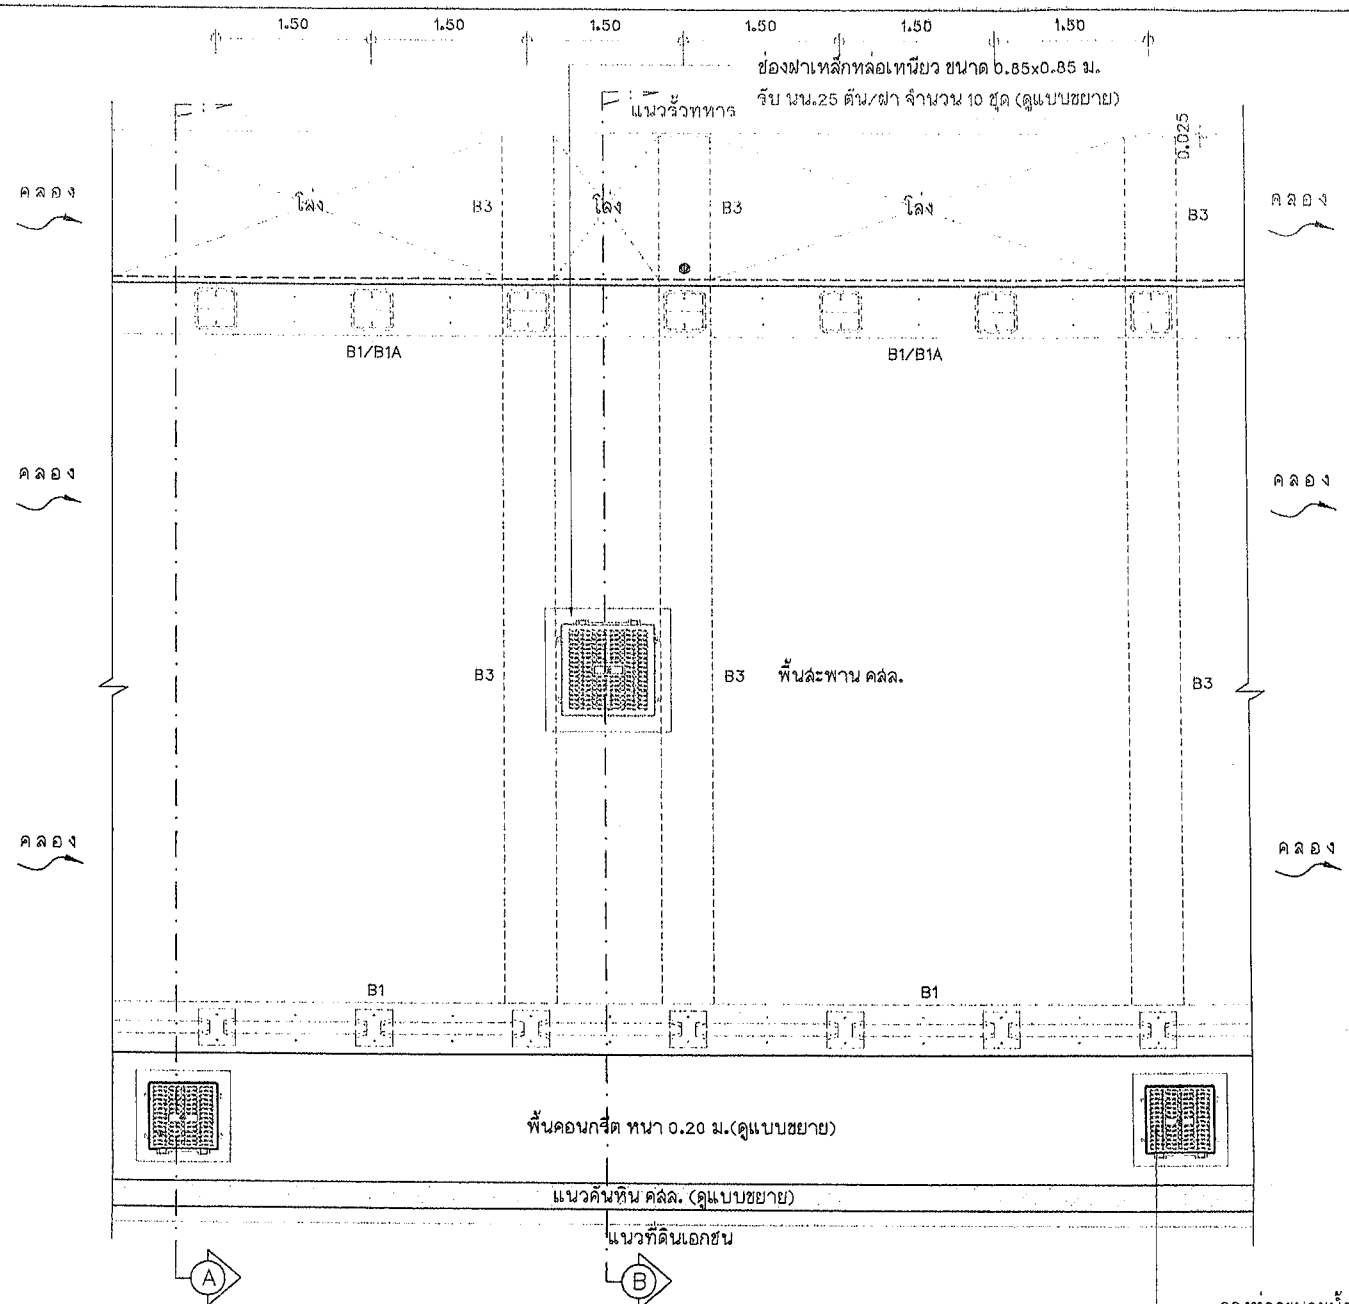 1.50 1.50 1.50 1.50 1.50 1.50
ช่องฝาเหล็กหล่อเหนียว ขนาด 0.85x0.85 ม.
รับ นน.25 ตัน/ฝา จำนวน 10 ชุด (ดูแบบขยาย)
แนวรั้วทหาร
0.025
คลอง
โล่ง
B3
โล่ง
B3
โล่ง
B3
คลอง
B1/B1A
B1/B1A
คลอง
คลอง
B3
B3
พื้นสะพาน คสล.
B3
คลอง
คลอง
B1
B1
พื้นคอนกรีต หนา 0.20 ม.(ดูแบบขยาย)
แนวคันหิน คสล. (ดูแบบขยาย)
แนวที่ดินเอกชน
A
B